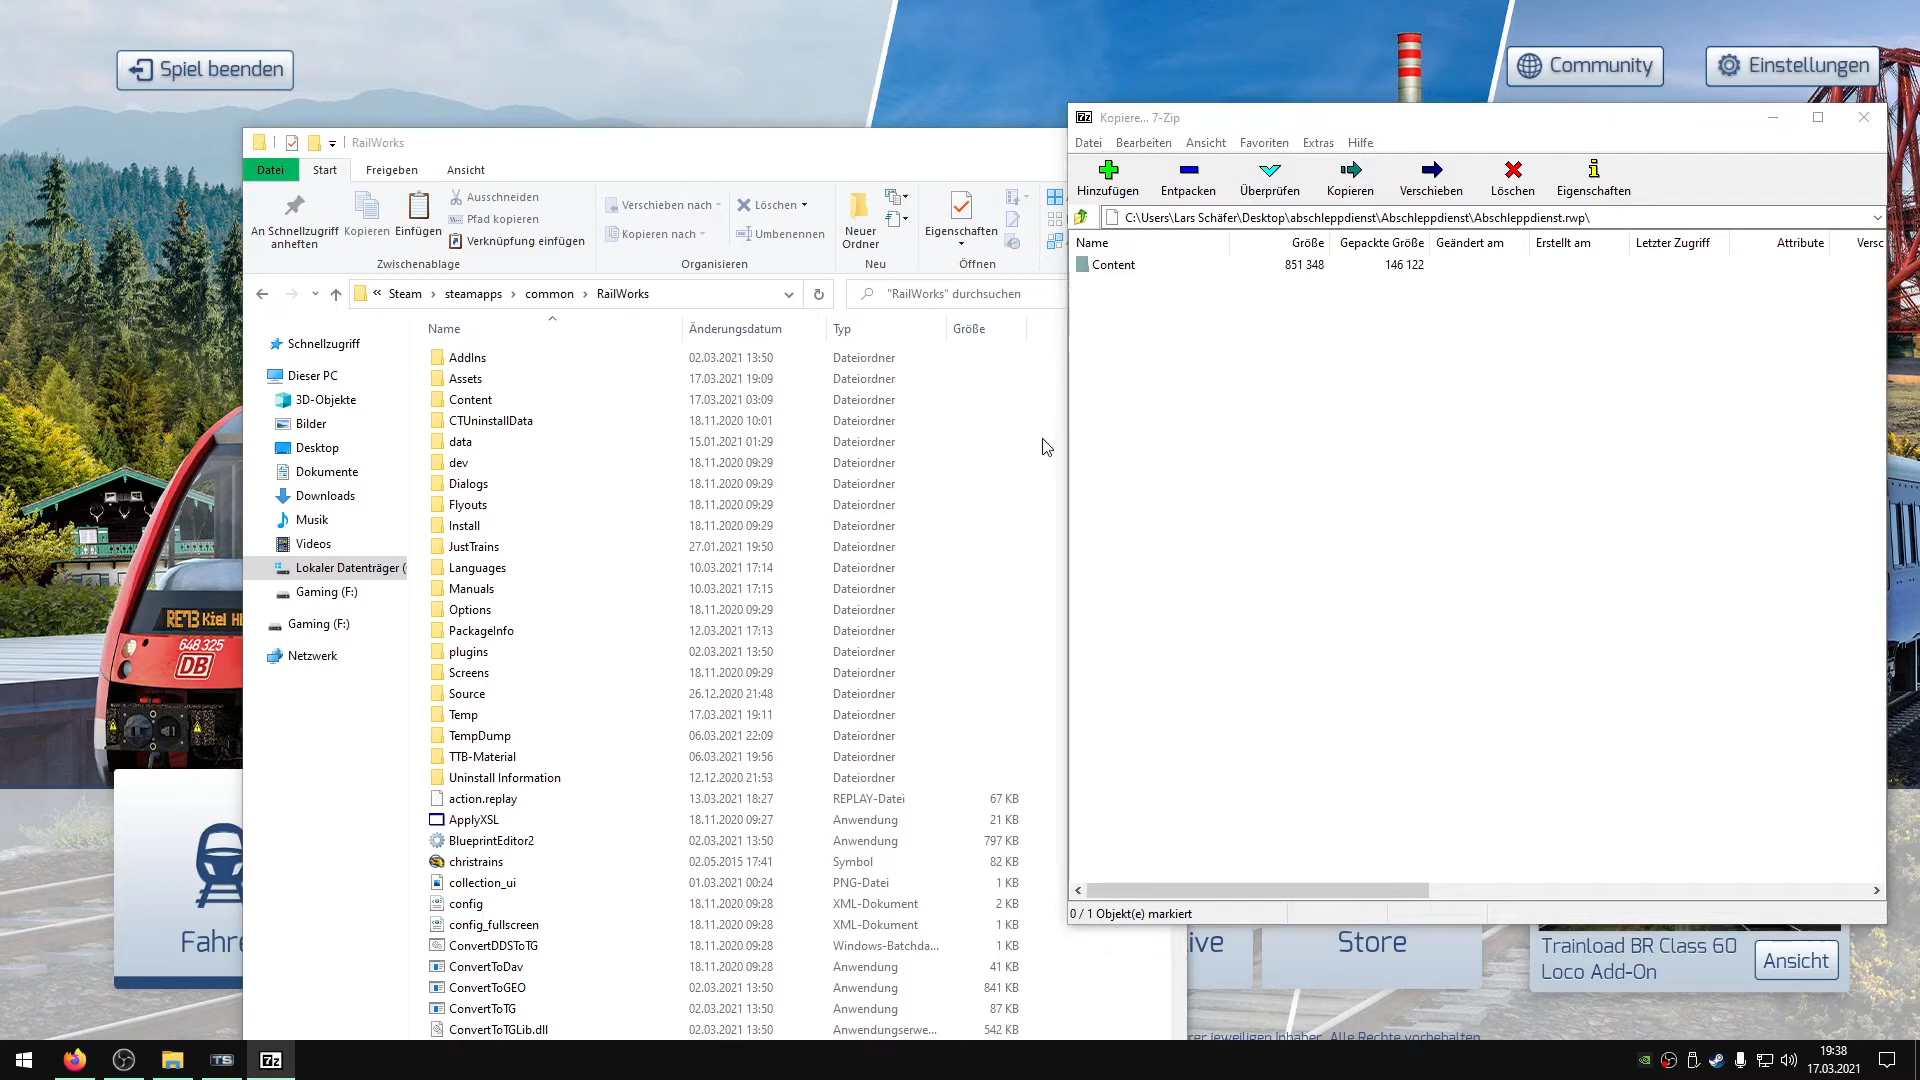 Spiel beenden
Community
Einstellungen
RailWorks
Datei
Start
Freigeben
Ansicht
An Schnellzugriff
anheften
Kopieren
Einfügen
Ausschneiden
Pfad kopieren
Verknüpfung einfügen
Zwischenablage
Verschieben nach
Kopieren nach
Löschen
Umbenennen
Organisieren
Neuer
Ordner
Neu
Eigenschaften
Öffnen
« Steam > steamapps > common > RailWorks
"RailWorks" durchsuchen
Schnellzugriff
Dieser PC
3D-Objekte
Bilder
Desktop
Dokumente
Downloads
Musik
Videos
Lokaler Datenträger (
Gaming (F:)
Gaming (F:)
Netzwerk
Name Änderungsdatum Typ Größe
AddIns 02.03.2021 13:50 Dateiordner
Assets 17.03.2021 19:09 Dateiordner
Content 17.03.2021 03:09 Dateiordner
CTUninstallData 18.11.2020 10:01 Dateiordner
data 15.01.2021 01:29 Dateiordner
dev 18.11.2020 09:29 Dateiordner
Dialogs 18.11.2020 09:29 Dateiordner
Flyouts 18.11.2020 09:29 Dateiordner
Install 18.11.2020 09:29 Dateiordner
JustTrains 27.01.2021 19:50 Dateiordner
Languages 10.03.2021 17:14 Dateiordner
Manuals 10.03.2021 17:15 Dateiordner
Options 18.11.2020 09:29 Dateiordner
PackageInfo 12.03.2021 17:13 Dateiordner
plugins 02.03.2021 13:50 Dateiordner
Screens 18.11.2020 09:29 Dateiordner
Source 26.12.2020 21:48 Dateiordner
Temp 17.03.2021 19:11 Dateiordner
TempDump 06.03.2021 22:09 Dateiordner
TTB-Material 06.03.2021 19:56 Dateiordner
Uninstall Information 12.12.2020 21:53 Dateiordner
action.replay 13.03.2021 18:27 REPLAY-Datei 67 KB
ApplyXSL 18.11.2020 09:27 Anwendung 21 KB
BlueprintEditor2 02.03.2021 13:50 Anwendung 797 KB
christrains 02.05.2015 17:41 Symbol 82 KB
collection_ui 01.03.2021 00:24 PNG-Datei 1 KB
config 18.11.2020 09:28 XML-Dokument 2 KB
config_fullscreen 18.11.2020 09:28 XML-Dokument 2 KB
ConvertDDSToTG 18.11.2020 09:28 Windows-Batchda... 1 KB
ConvertToDav 18.11.2020 09:28 Anwendung 41 KB
ConvertToGEO 02.03.2021 13:50 Anwendung 841 KB
ConvertToTG 02.03.2021 13:50 Anwendung 87 KB
ConvertToTGLib.dll 02.03.2021 13:50 Anwendungserwe... 542 KB
7z Kopiere... 7-Zip
Datei Bearbeiten Ansicht Favoriten Extras Hilfe
Hinzufügen Entpacken Überprüfen Kopieren Verschieben Löschen Eigenschaften
C:\Users\Lars Schäfer\Desktop\abschleppdienst\Abschleppdienst\Abschleppdienst.rwp\
Name Größe Gepackte Größe Geändert am Erstellt am Letzter Zugriff Attribute Versc
Content 851 348 146 122
0 / 1 Objekt(e) markiert
RE73 Kiel Hb
648 325
DB
Fahre
ive
Store
Trainload BR Class 60
Loco Add-On
Ansicht
rer jeweiligen Inhaber. Alle Rechte vorbehalten
TS
7z
19:38
17.03.2021